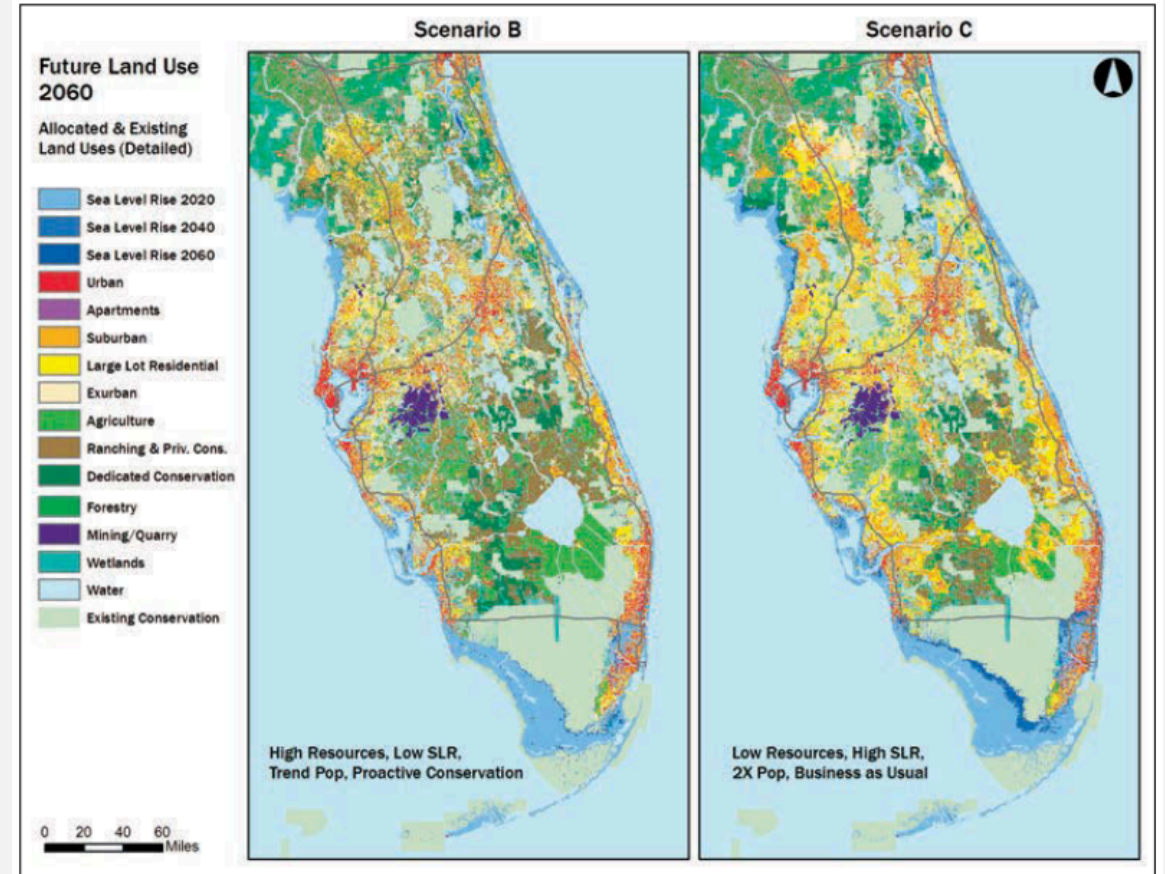 Scenario B
Scenario C
Future Land Use
2060
Allocated & Existing
Land Uses (Detailed)
Sea Level Rise 2020
Sea Level Rise 2040
Sea Level Rise 2060
Urban
Apartments
Suburban
Large Lot Residential
Exurban
Agriculture
Ranching & Priv. Cons.
Dedicated Conservation
Forestry
Mining/Quarry
Wetlands
Water
Existing Conservation
0 20 40 60
Miles
High Resources, Low SLR,
Trend Pop, Proactive Conservation
Low Resources, High SLR,
2X Pop, Business as Usual